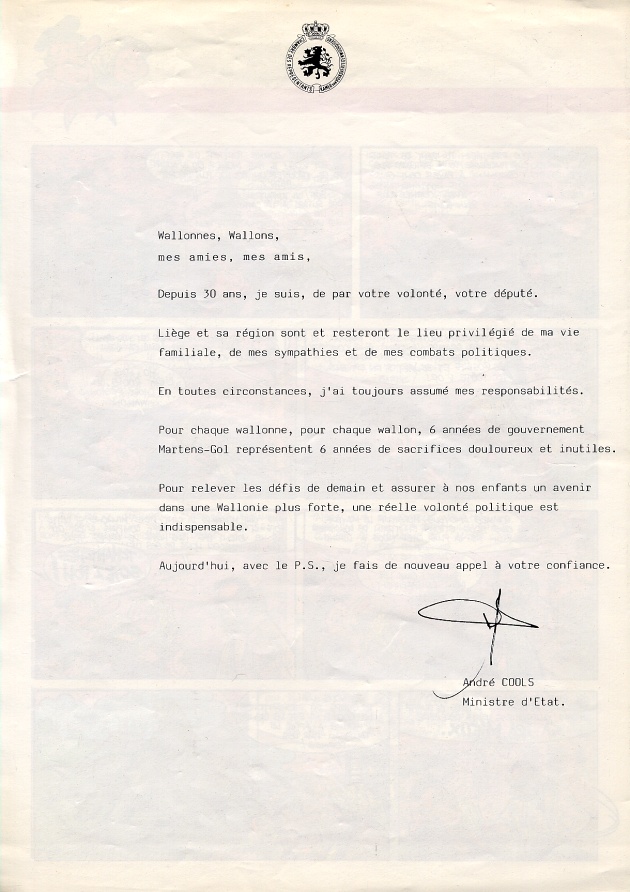 CHAMBRE DES REPRÉSENTANTS
Wallonnes, Wallons,
mes amies, mes amis,
Depuis 30 ans, je suis, de par votre volonté, votre député.
Liège et sa région sont et resteront le lieu privilégié de ma vie
familiale, de mes sympathies et de mes combats politiques.
En toutes circonstances, j'ai toujours assumé mes responsabilités.
Pour chaque wallonne, pour chaque wallon, 6 années de gouvernement
Martens-Gol représentent 6 années de sacrifices douloureux et inutiles.
Pour relever les défis de demain et assurer à nos enfants un avenir
dans une Wallonie plus forte, une réelle volonté politique est
indispensable.
Aujourd'hui, avec le P.S., je fais de nouveau appel à votre confiance.
André COOLS
Ministre d'Etat.